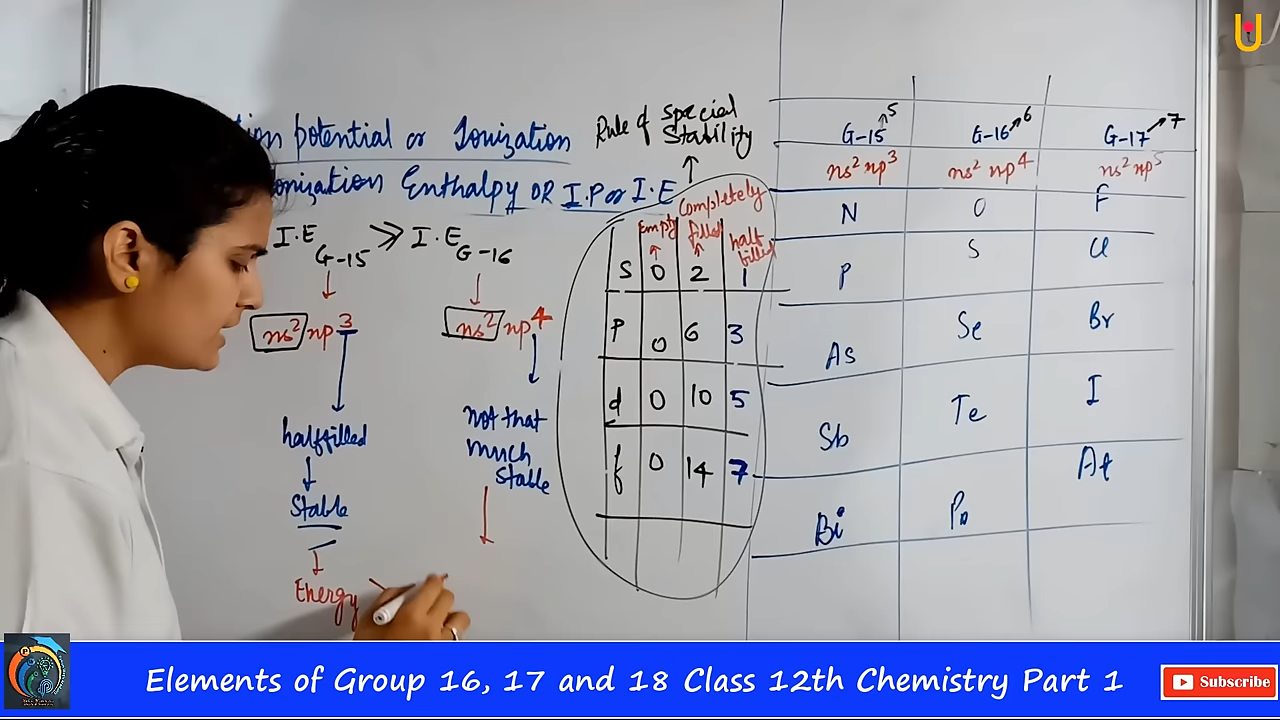 tion potential or Ionization
onization Enthalpy OR I.P or I.E
I.E G-15 >> I.E G-16
ns² np³
ns² np⁴
halffilled
Stable
Energy
not that
much
stable
Rule of special
Stability
Empty
Completely
filled
half
filled
S 0 2 1
P 0 6 3
d 0 10 5
f 0 14 7
G-15 5
G-16 6
G-17 7
ns² np³
ns² np⁴
ns² np⁵
N O F
P S Cl
As Se Br
Sb Te I
Bi Po At
U
Elements of Group 16, 17 and 18 Class 12th Chemistry Part 1
Subscribe